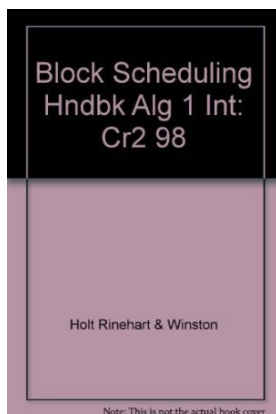 Block Scheduling
Hndbk Alg 1 Int:
Cr2 98
Holt Rinehart & Winston
Note: This is not the actual book cover